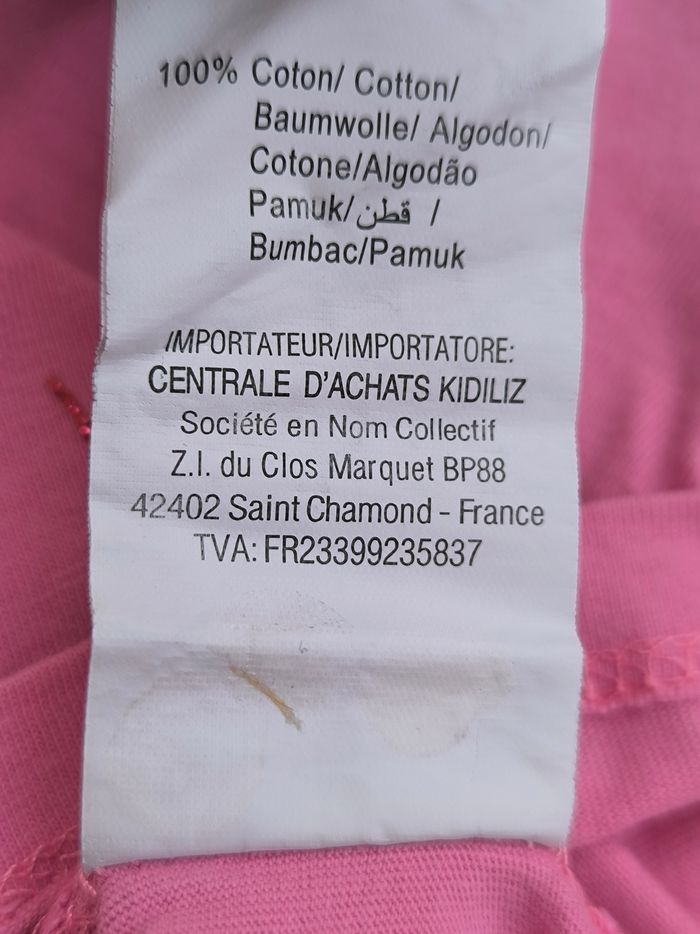 100% Coton/ Cotton/
Baumwolle/ Algodon/
Cotone/Algodão
Pamuk/قطن /
Bumbac/Pamuk
IMPORTATEUR/IMPORTATORE:
CENTRALE D'ACHATS KIDILIZ
Société en Nom Collectif
Z.I. du Clos Marquet BP88
42402 Saint Chamond - France
TVA: FR23399235837